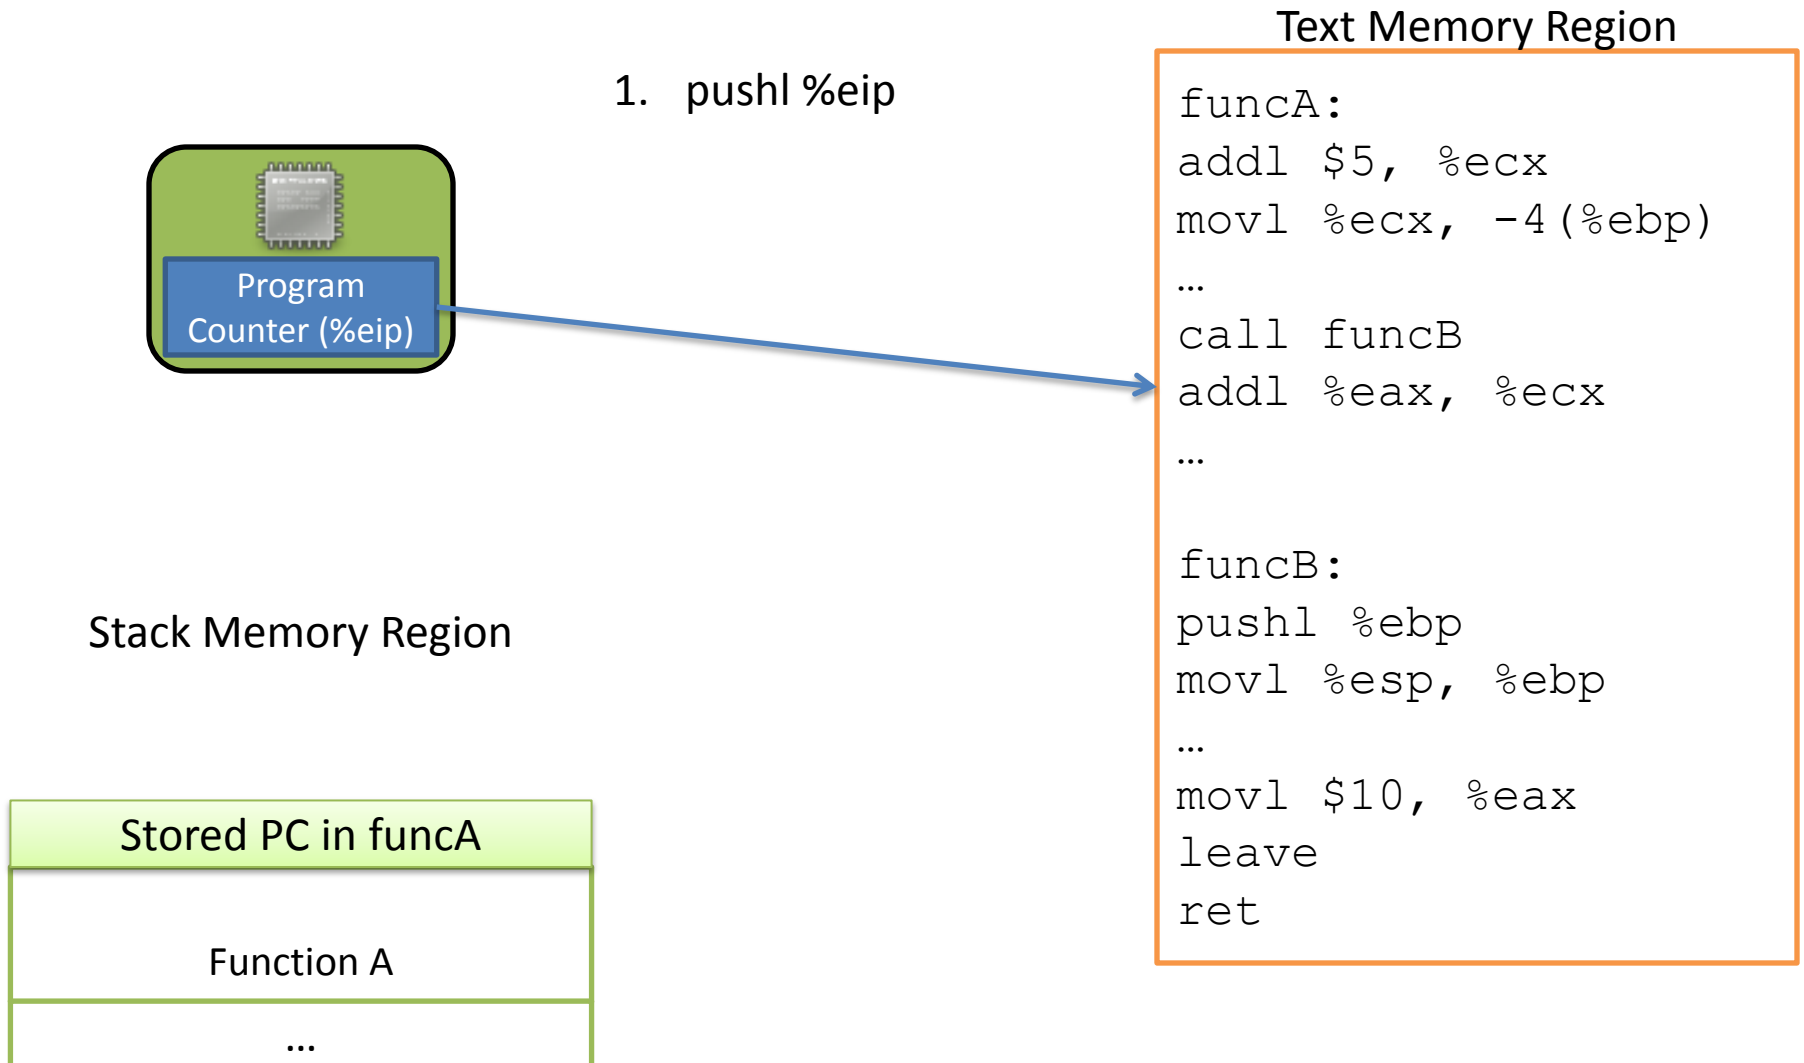 Text Memory Region
1. pushl %eip
funcA:
addl $5, %ecx
movl %ecx, -4(%ebp)
…
call funcB
addl %eax, %ecx
…
funcB:
pushl %ebp
movl %esp, %ebp
…
movl $10, %eax
leave
ret
Program
Counter (%eip)
Stack Memory Region
Stored PC in funcA
Function A
…